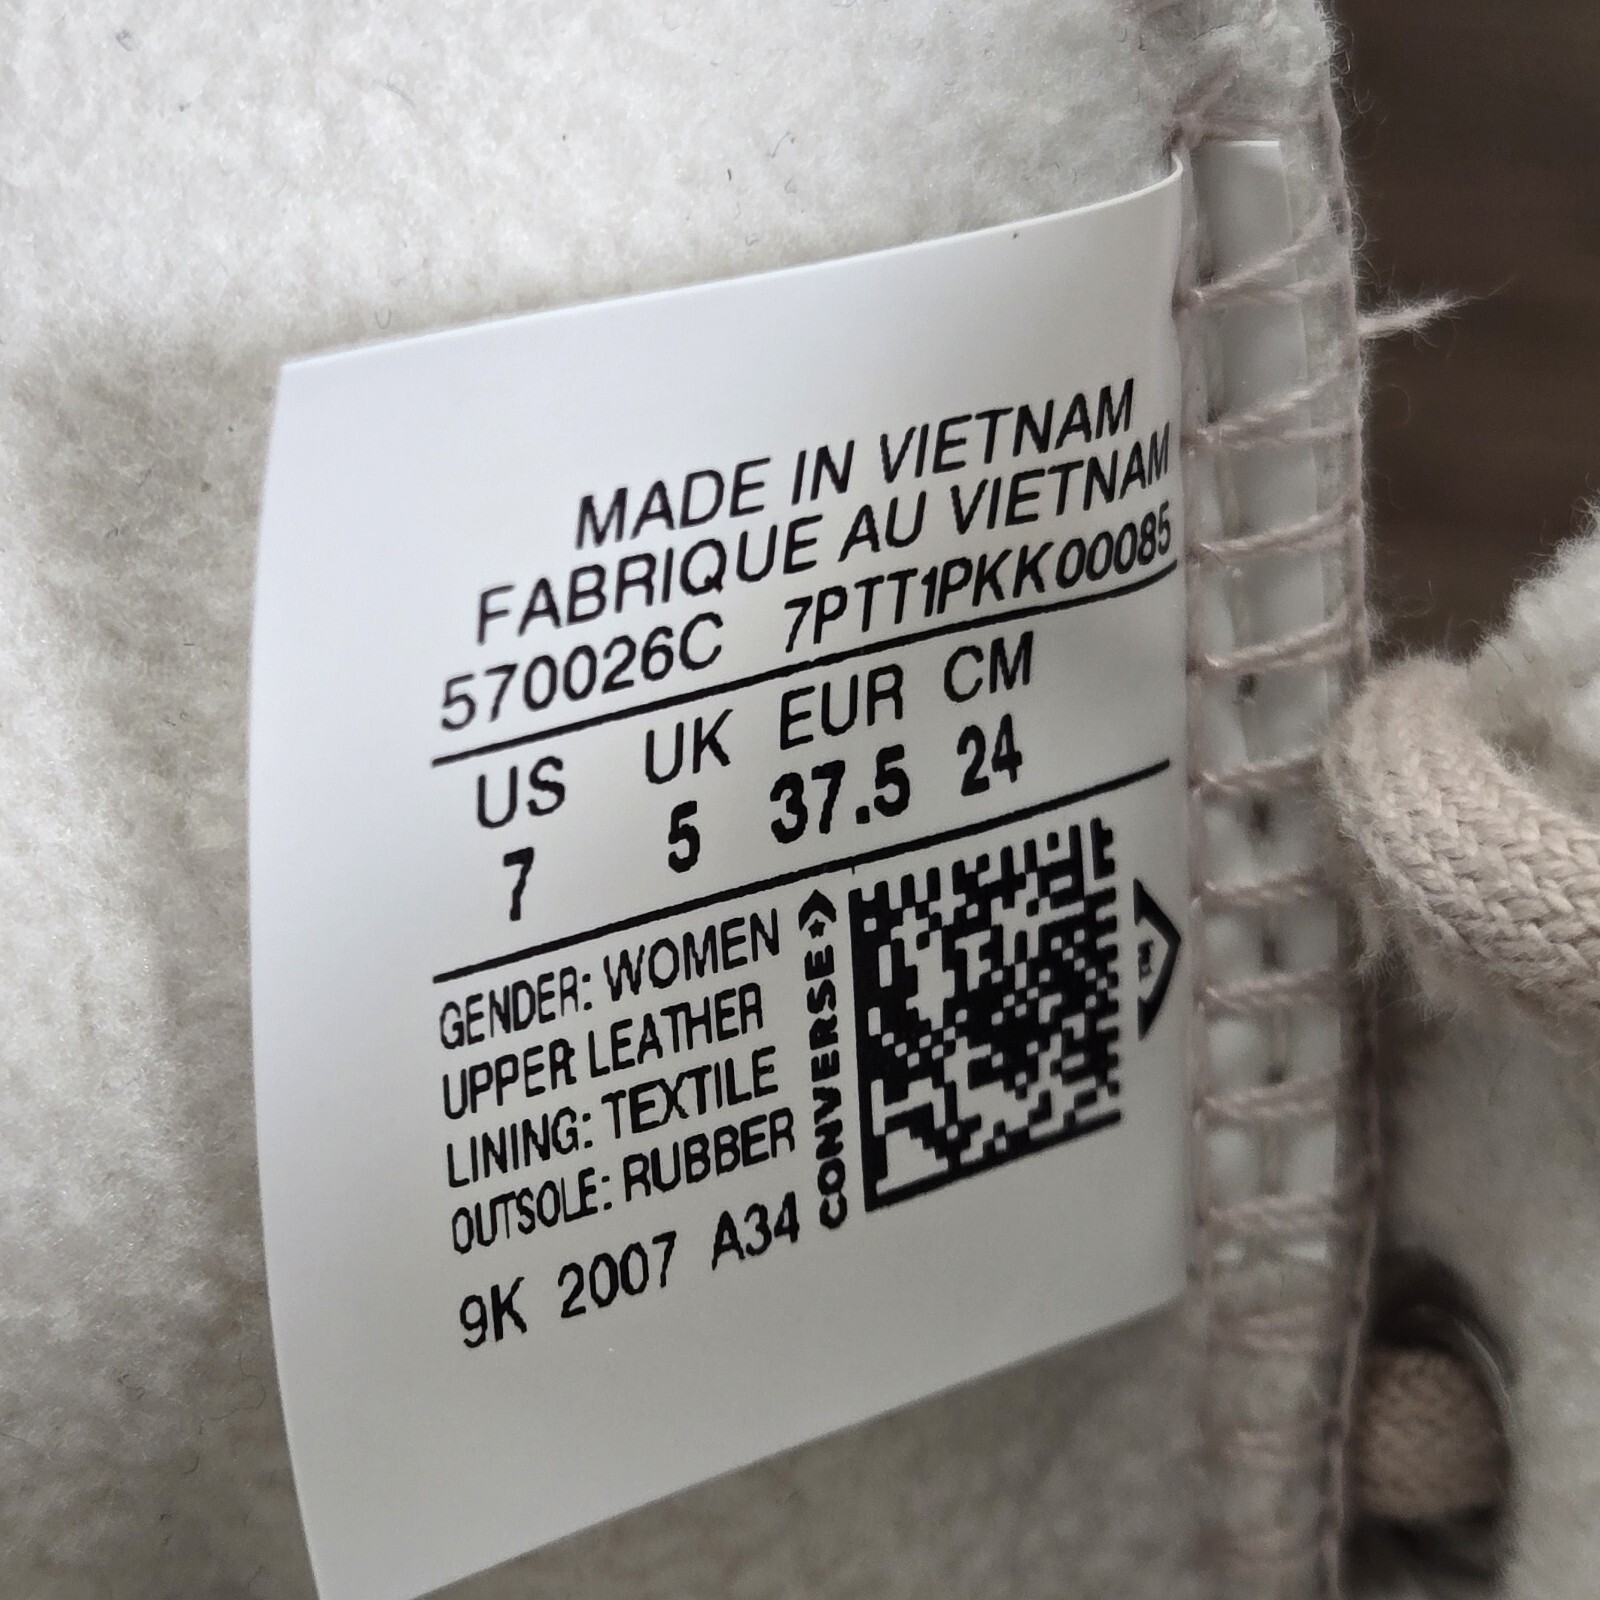 MADE IN VIETNAM
FABRIQUE AU VIETNAM
570026C 7PTT1PKK00085
US UK EUR CM
7 5 37.5 24
GENDER: WOMEN
UPPER: LEATHER
LINING: TEXTILE
OUTSOLE: RUBBER
9K 2007 A34
CONVERSE
TM